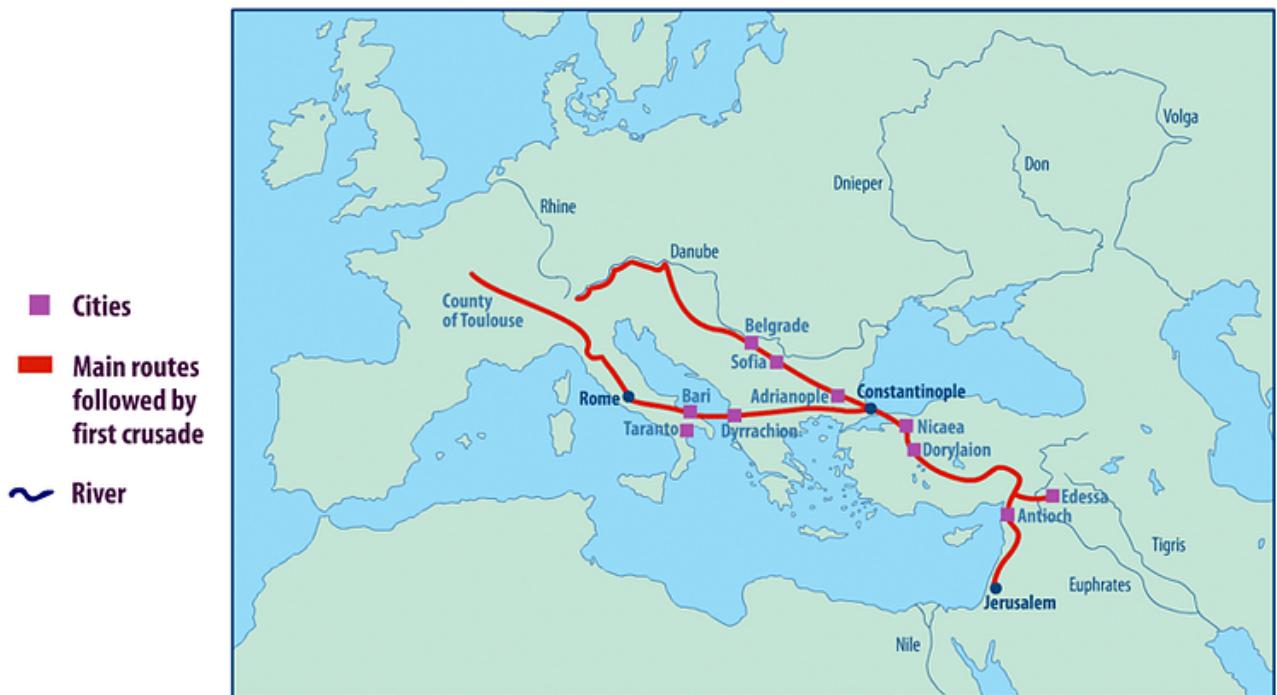 Cities
Main routes
followed by
first crusade
River
Volga
Don
Dnieper
Rhine
Danube
County
of Toulouse
Belgrade
Sofia
Adrianople
Constantinople
Rome
Bari
Taranto
Dyrrachion
Nicaea
Dorylaion
Edessa
Antioch
Tigris
Euphrates
Jerusalem
Nile